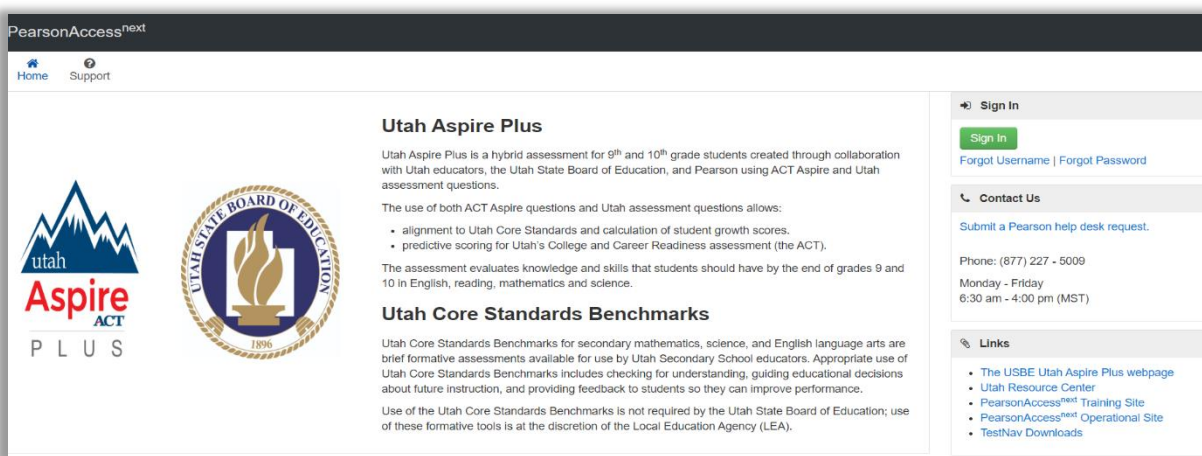 PearsonAccessnext
Home
Support
utah
Aspire
ACT
PLUS
UTAH STATE BOARD OF EDUCATION
1896
Utah Aspire Plus
Utah Aspire Plus is a hybrid assessment for 9th and 10th grade students created through collaboration
with Utah educators, the Utah State Board of Education, and Pearson using ACT Aspire and Utah
assessment questions.
The use of both ACT Aspire questions and Utah assessment questions allows:
• alignment to Utah Core Standards and calculation of student growth scores.
• predictive scoring for Utah's College and Career Readiness assessment (the ACT).
The assessment evaluates knowledge and skills that students should have by the end of grades 9 and
10 in English, reading, mathematics and science.
Utah Core Standards Benchmarks
Utah Core Standards Benchmarks for secondary mathematics, science, and English language arts are
brief formative assessments available for use by Utah Secondary School educators. Appropriate use of
Utah Core Standards Benchmarks includes checking for understanding, guiding educational decisions
about future instruction, and providing feedback to students so they can improve performance.
Use of the Utah Core Standards Benchmarks is not required by the Utah State Board of Education; use
of these formative tools is at the discretion of the Local Education Agency (LEA).
Sign In
Sign In
Forgot Username | Forgot Password
Contact Us
Submit a Pearson help desk request.
Phone: (877) 227 - 5009
Monday - Friday
6:30 am - 4:00 pm (MST)
Links
• The USBE Utah Aspire Plus webpage
• Utah Resource Center
• PearsonAccessnext Training Site
• PearsonAccessnext Operational Site
• TestNav Downloads